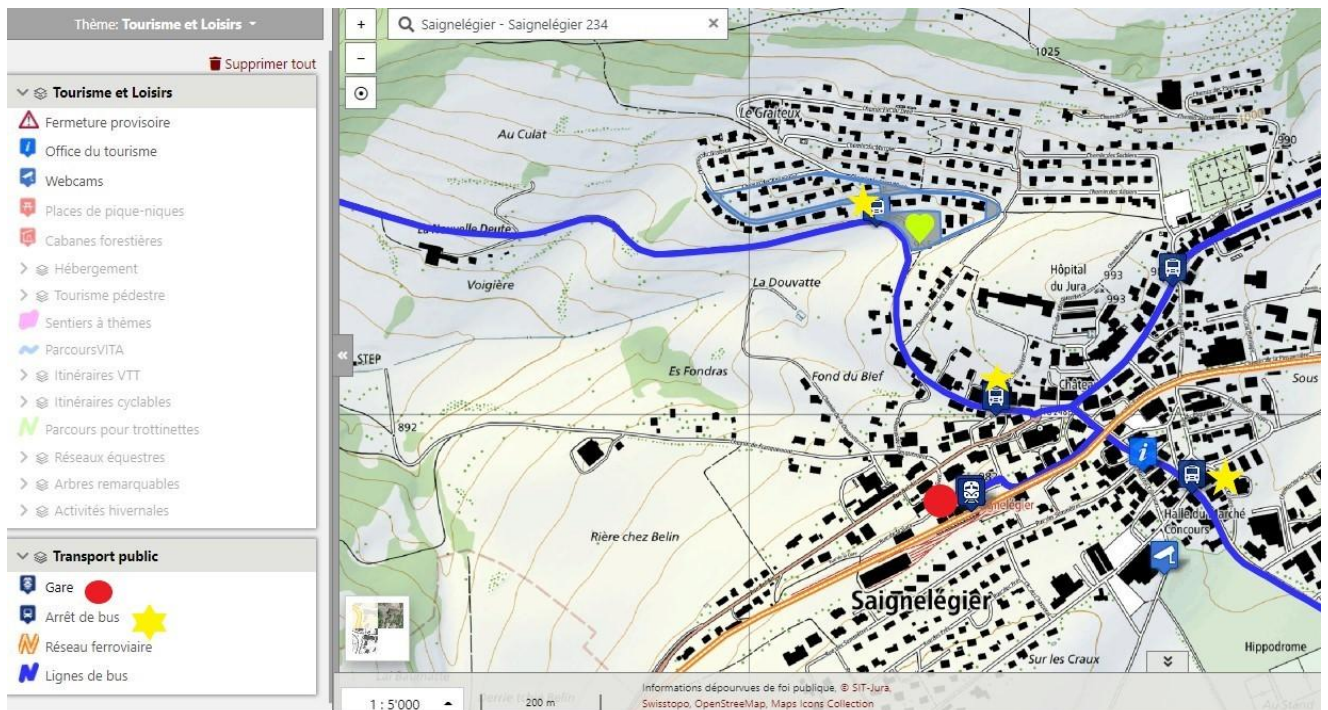 Thème: Tourisme et Loisirs
Supprimer tout
Tourisme et Loisirs
Fermeture provisoire
Office du tourisme
Webcams
Places de pique-niques
Cabanes forestières
Hébergement
Tourisme pédestre
Sentiers à thèmes
ParcoursVITA
Itinéraires VTT
Itinéraires cyclables
Parcours pour trottinettes
Réseaux équestres
Arbres remarquables
Activités hivernales
Transport public
Gare
Arrêt de bus
Réseau ferroviaire
Lignes de bus
+
Saignelégier - Saignelégier 234
×
−
1025
Le Graiteux
Au Culat
990
La Nouvelle Deute
Voigière
La Douvatte
Hôpital
du Jura
993
993
STEP
Es Fondras
Fond du Bief
Châte
Sous
892
«
Saignelégier
Halle du Marché
Concours
Rière chez Belin
Saignelégier
Hippodrome
Sur les Craux
1 : 5'000
200 m
Informations dépourvues de foi publique, © SIT-Jura,
Swisstopo, OpenStreeMap, Maps Icons Collection
Au Stand